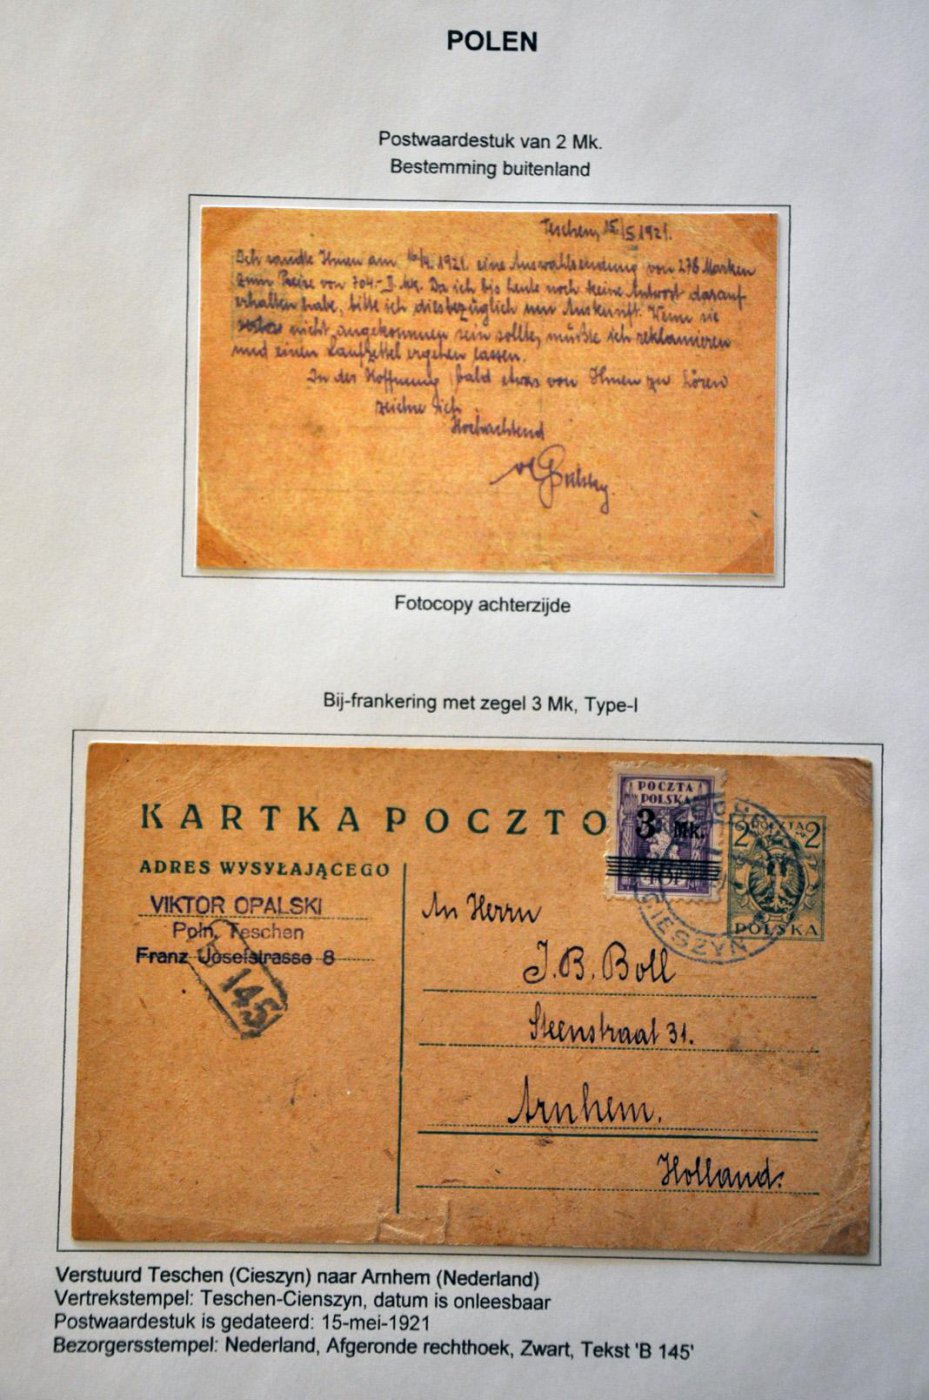 POLEN
Postwaardestuk van 2 Mk.
Bestemming buitenland
Teschen, 15/5 1921.
Ich sandte Ihnen am 16/4. 1921. eine Auswahlsendung von 276 Marken
zum Preise von 704.- Mk. Da ich bis heute noch keine Antwort darauf
erhalten habe, bitte ich diesbezüglich um Auskunft. Wenn sie
nicht angekommen sein sollte, müßte ich reklamieren
und einen Laufzettel ergehen lassen.
In der Hoffnung, bald etwas von Ihnen zu hören
zeichne ich
Hochachtend
Fotocopy achterzijde
Bij-frankering met zegel 3 Mk, Type-I
KARTKA POCZTO
POCZTA
POLSKA
3 Mk.
2 POCZTA 2
POLSKA
CIESZYN
ADRES WYSYŁAJĄCEGO
VIKTOR OPALSKI
Poln. Teschen
Franz Josefstrasse 8
B 145
An Herrn
J. B. Boll
Steenstraat 31.
Arnhem.
Holland.
Verstuurd Teschen (Cieszyn) naar Arnhem (Nederland)
Vertrekstempel: Teschen-Cienszyn, datum is onleesbaar
Postwaardestuk is gedateerd: 15-mei-1921
Bezorgersstempel: Nederland, Afgeronde rechthoek, Zwart, Tekst 'B 145'